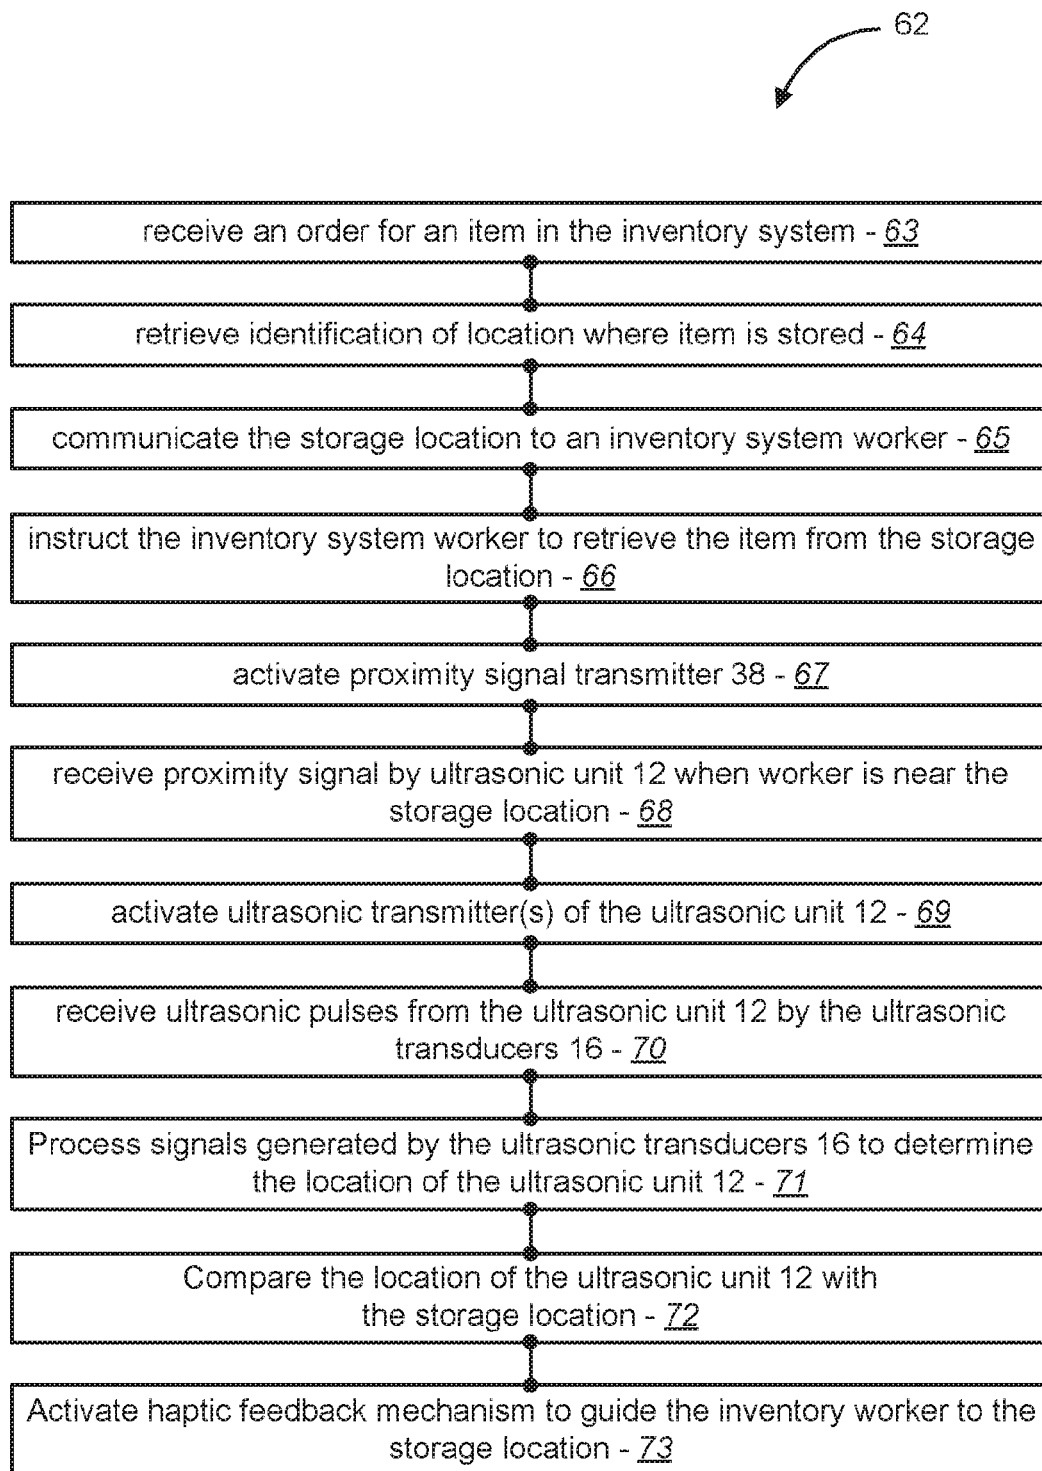 62
receive an order for an item in the inventory system - 63
retrieve identification of location where item is stored - 64
communicate the storage location to an inventory system worker - 65
instruct the inventory system worker to retrieve the item from the storage
location - 66
activate proximity signal transmitter 38 - 67
receive proximity signal by ultrasonic unit 12 when worker is near the
storage location - 68
activate ultrasonic transmitter(s) of the ultrasonic unit 12 - 69
receive ultrasonic pulses from the ultrasonic unit 12 by the ultrasonic
transducers 16 - 70
Process signals generated by the ultrasonic transducers 16 to determine
the location of the ultrasonic unit 12 - 71
Compare the location of the ultrasonic unit 12 with
the storage location - 72
Activate haptic feedback mechanism to guide the inventory worker to the
storage location - 73